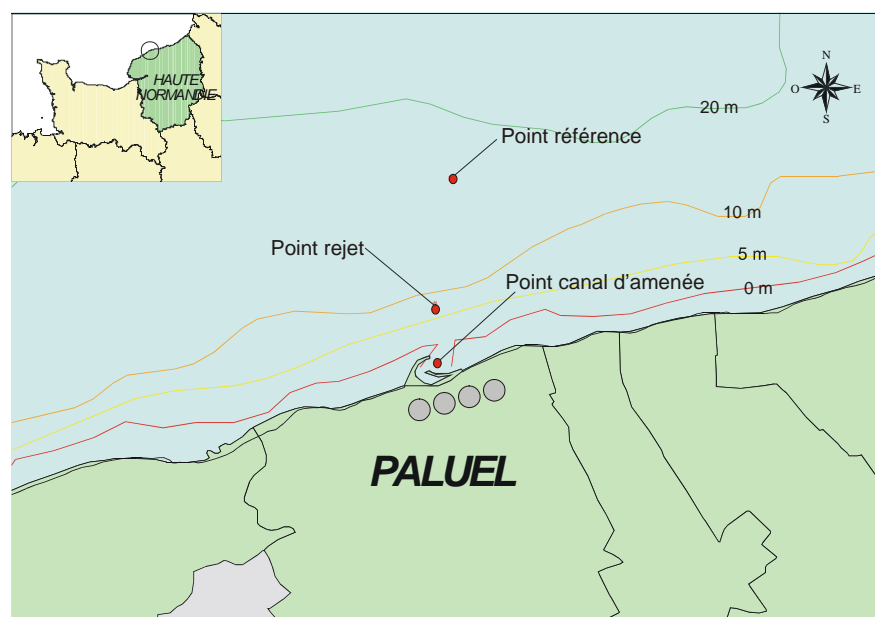 HAUTE
NORMANDIE
N
O
E
S
20 m
Point référence
10 m
Point rejet
5 m
Point canal d'amenée
0 m
PALUEL